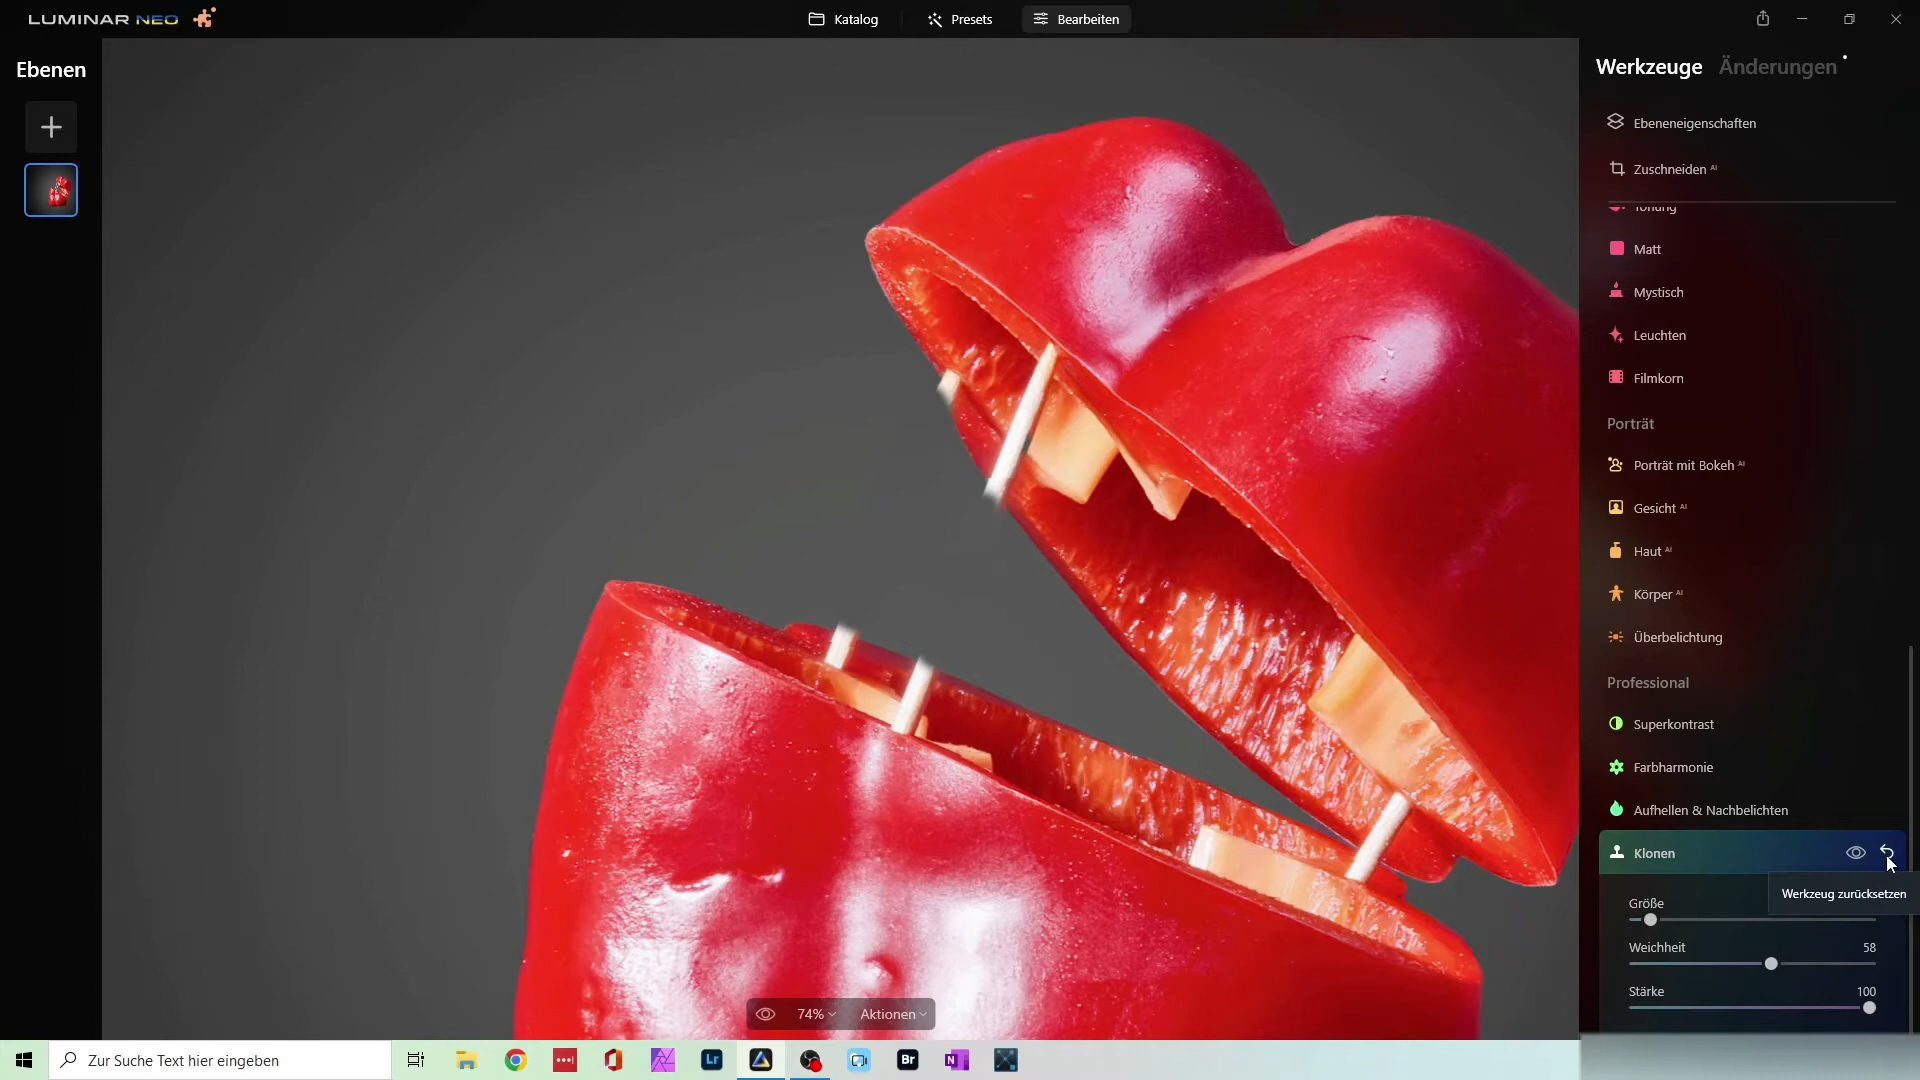 LUMINAR NEO
Katalog
Presets
Bearbeiten
Ebenen
Werkzeuge
Änderungen
Ebeneneigenschaften
Zuschneiden AI
Tönung
Matt
Mystisch
Leuchten
Filmkorn
Porträt
Porträt mit Bokeh AI
Gesicht AI
Haut AI
Körper AI
Überbelichtung
Professional
Superkontrast
Farbharmonie
Aufhellen & Nachbelichten
Klonen
Werkzeug zurücksetzen
Größe
Weichheit 58
Stärke 100
74%
Aktionen
Zur Suche Text hier eingeben
Lr
Br
N